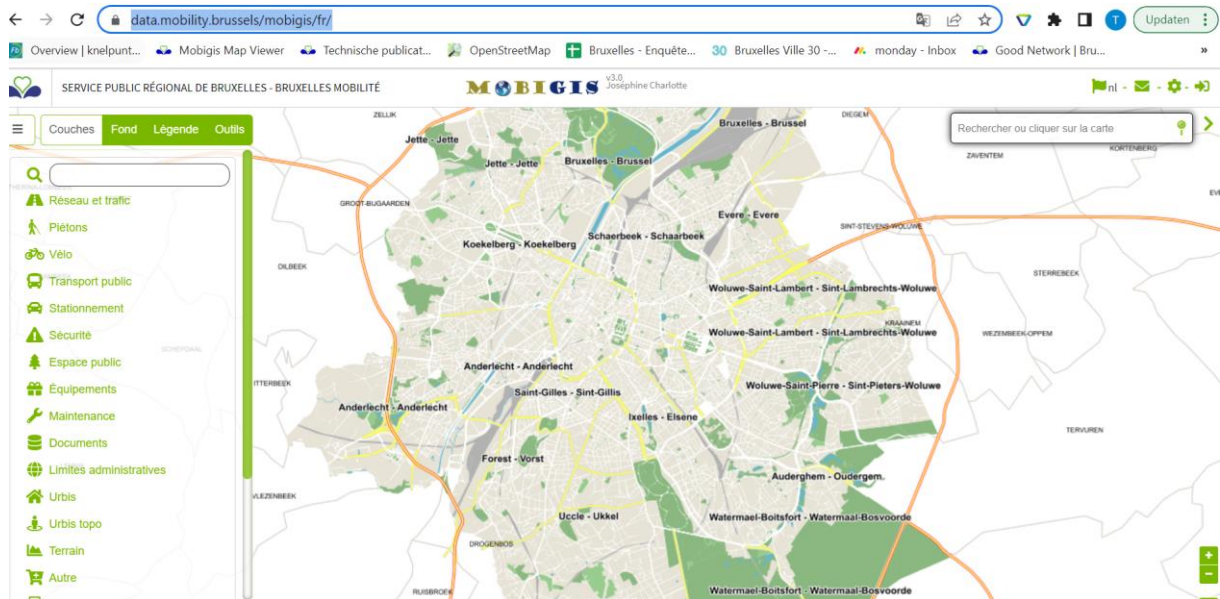 data.mobility.brussels/mobigis/fr/
Updaten
Overview | knelpunt...
Mobigis Map Viewer
Technische publicat...
OpenStreetMap
Bruxelles - Enquête...
30 Bruxelles Ville 30 -...
monday - Inbox
Good Network | Bru...
»
SERVICE PUBLIC RÉGIONAL DE BRUXELLES - BRUXELLES MOBILITÉ
MOBIGIS
v3.0
Joséphine Charlotte
nl
Couches Fond Légende Outils
Rechercher ou cliquer sur la carte
Réseau et trafic
Piétons
Vélo
Transport public
Stationnement
Sécurité
Espace public
Équipements
Maintenance
Documents
Limites administratives
Urbis
Urbis topo
Terrain
Autre
ZELLIK
Bruxelles - Brussel
DIEGEM
Jette - Jette
Jette - Jette
Bruxelles - Brussel
ZAVENTEM
KORTENBERG
GROOT-BIJGAARDEN
Evere - Evere
SINT-STEVENS-WOLUWE
Koekelberg - Koekelberg
Schaerbeek - Schaarbeek
DILBEEK
STERREBEEK
Woluwe-Saint-Lambert - Sint-Lambrechts-Woluwe
KRAAINEM
Woluwe-Saint-Lambert - Sint-Lambrechts-Woluwe
WEZEMBEEK-OPPEM
SCHEPDAAL
Anderlecht - Anderlecht
ITTERBEEK
Saint-Gilles - Sint-Gillis
Woluwe-Saint-Pierre - Sint-Pieters-Woluwe
Anderlecht - Anderlecht
Ixelles - Elsene
TERVUREN
Forest - Vorst
Auderghem - Oudergem
VLEZENBEEK
Uccle - Ukkel
Watermael-Boitsfort - Watermaal-Bosvoorde
DROGENBOS
RUISBROEK
Watermael-Boitsfort - Watermaal-Bosvoorde